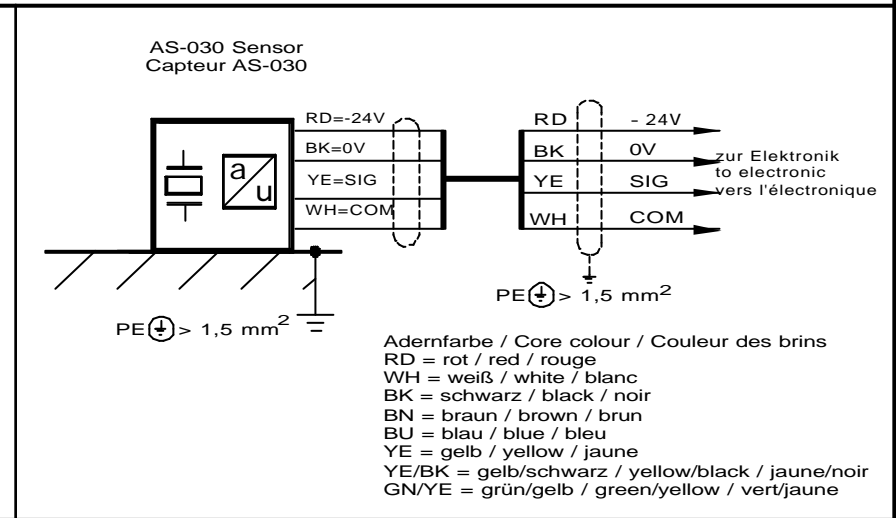 AS-030 Sensor
Capteur AS-030
RD=-24V
BK=0V
YE=SIG
WH=COM
a
u
RD - 24V
BK 0V
YE SIG
WH COM
zur Elektronik
to electronic
vers l'électronique
PE > 1,5 mm²
PE > 1,5 mm²
Adernfarbe / Core colour / Couleur des brins
RD = rot / red / rouge
WH = weiß / white / blanc
BK = schwarz / black / noir
BN = braun / brown / brun
BU = blau / blue / bleu
YE = gelb / yellow / jaune
YE/BK = gelb/schwarz / yellow/black / jaune/noir
GN/YE = grün/gelb / green/yellow / vert/jaune